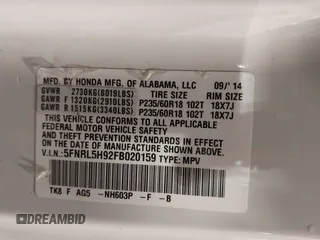 MFD. BY HONDA MFG. OF ALABAMA, LLC 09/'14
GVWR 2730KG(6019LBS)
GAWR F 1320KG(2910LBS) P235/60R18 102T 18X7J
GAWR R 1515KG(3340LBS) P235/60R18 102T 18X7J
TIRE SIZE RIM SIZE
THIS VEHICLE CONFORMS TO ALL APPLICABLE
FEDERAL MOTOR VEHICLE SAFETY, BUMPER,
AND THEFT PREVENTION STANDARDS IN EFFECT
ON THE DATE OF MANUFACTURE SHOWN ABOVE.
V.I.N.:5FNRL5H92FB020159 TYPE:MPV
TK8 F AG5 -NH603P -F -B
AUTOBIDMASTER